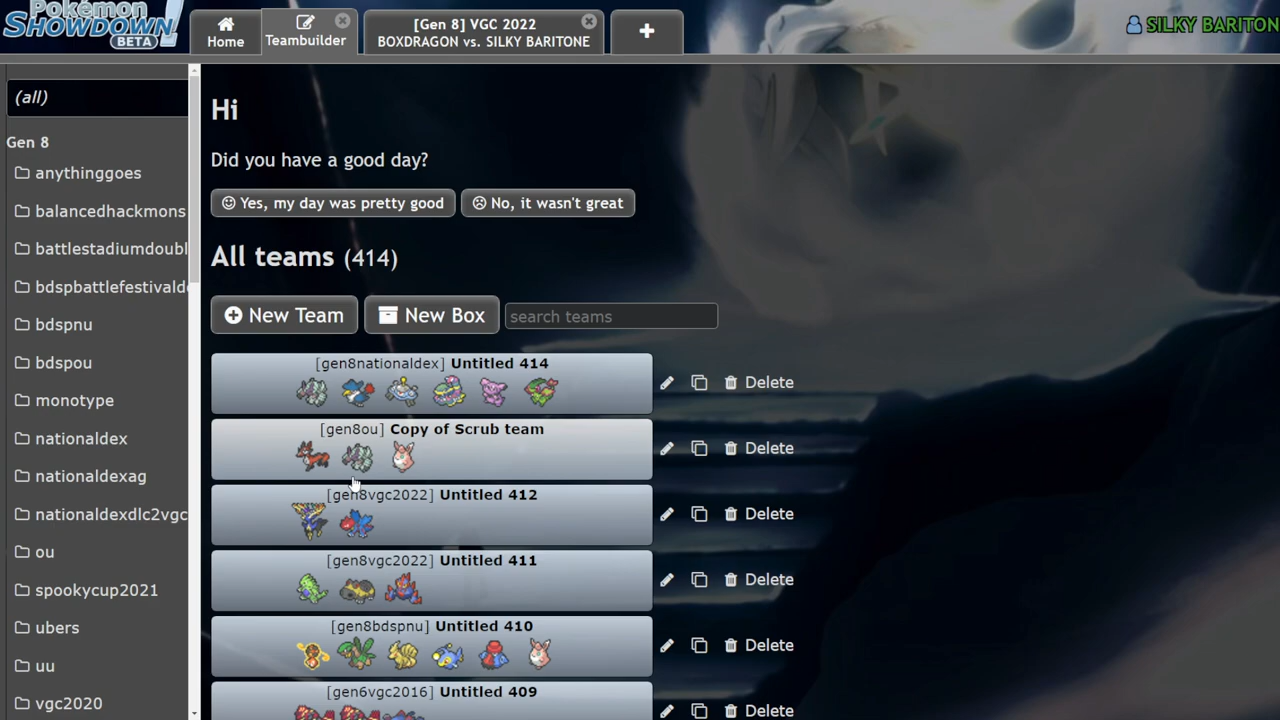 Pokémon
SHOWDOWN!
BETA
Home
Teambuilder
[Gen 8] VGC 2022
BOXDRAGON vs. SILKY BARITONE
+
SILKY BARITON
(all)
Gen 8
anythinggoes
balancedhackmons
battlestadiumdoubl
bdspbattlefestivald
bdspnu
bdspou
monotype
nationaldex
nationaldexag
nationaldexdlc2vgc
ou
spookycup2021
ubers
uu
vgc2020
Hi
Did you have a good day?
Yes, my day was pretty good
No, it wasn't great
All teams (414)
New Team
New Box
search teams
[gen8nationaldex] Untitled 414
Delete
[gen8ou] Copy of Scrub team
Delete
[gen8vgc2022] Untitled 412
Delete
[gen8vgc2022] Untitled 411
Delete
[gen8bdspnu] Untitled 410
Delete
[gen6vgc2016] Untitled 409
Delete